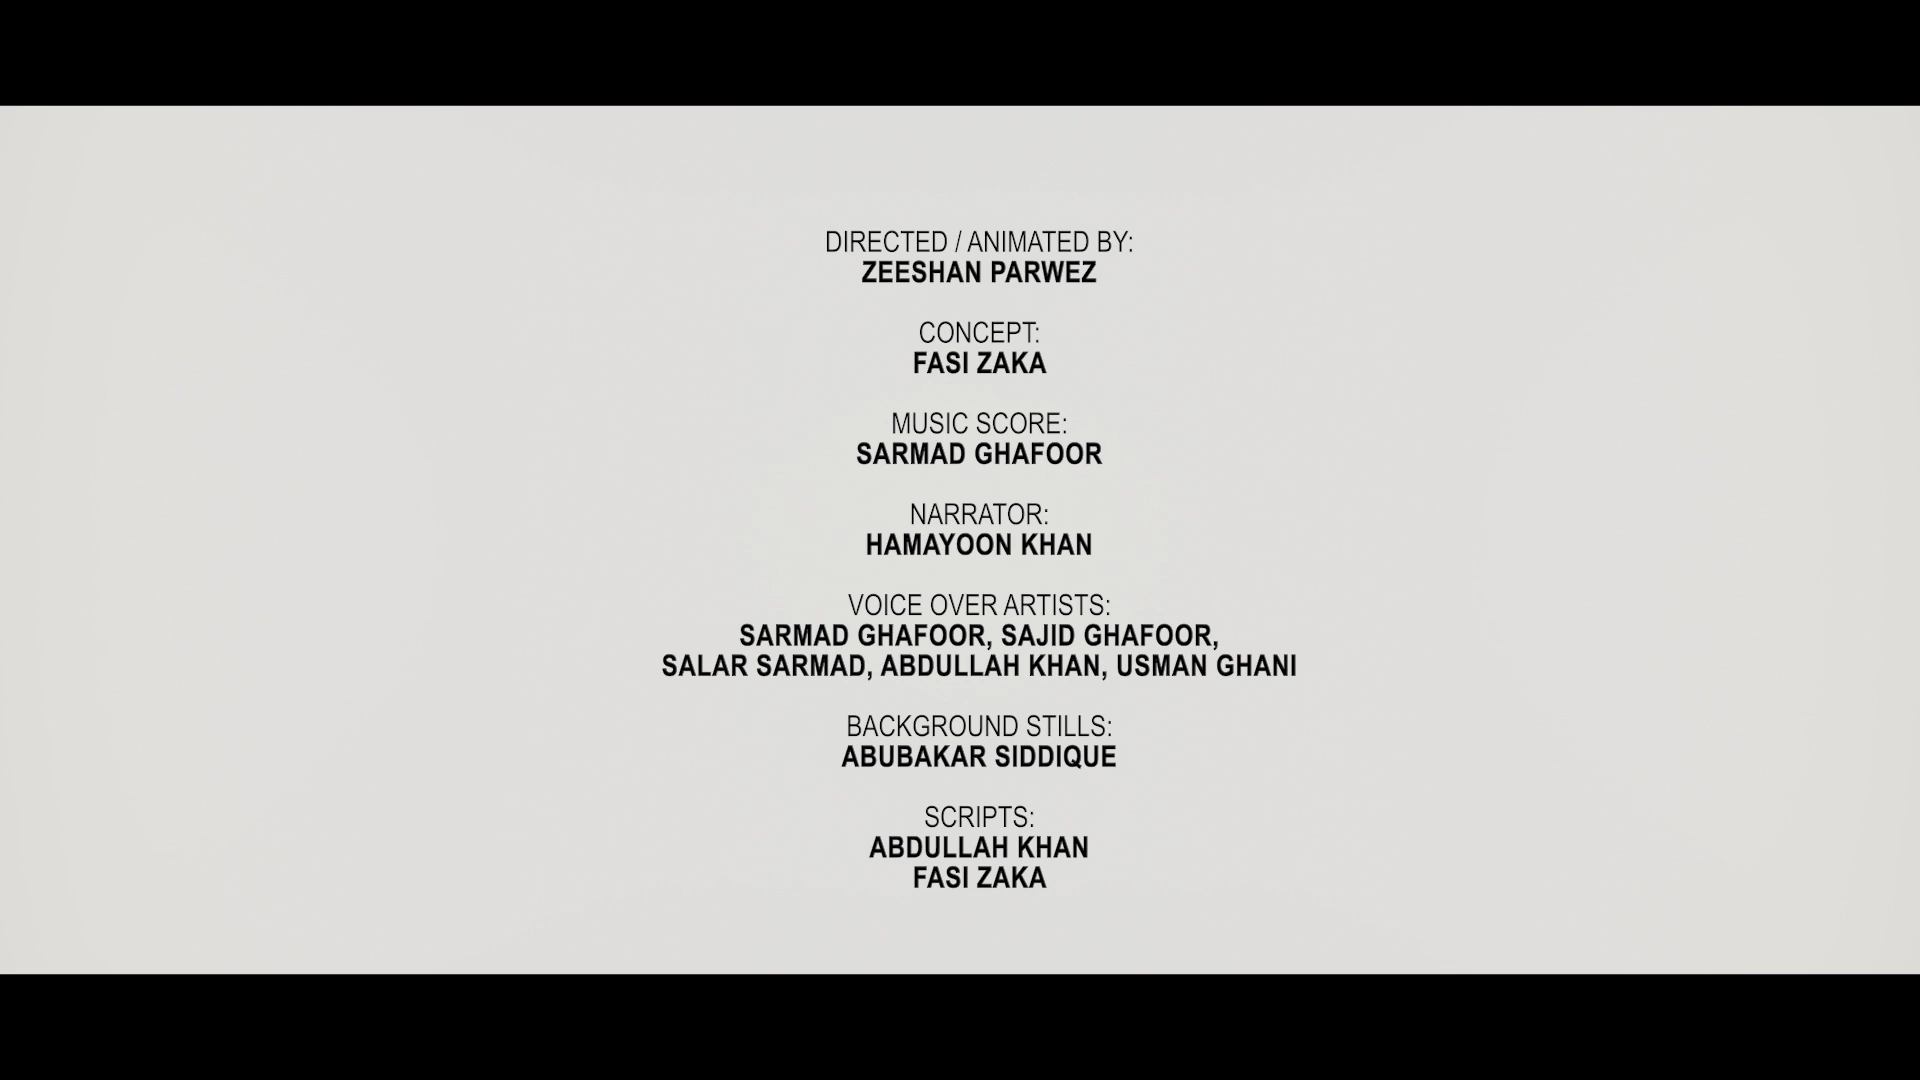 DIRECTED / ANIMATED BY:
ZEESHAN PARWEZ
CONCEPT:
FASI ZAKA
MUSIC SCORE:
SARMAD GHAFOOR
NARRATOR:
HAMAYOON KHAN
VOICE OVER ARTISTS:
SARMAD GHAFOOR, SAJID GHAFOOR,
SALAR SARMAD, ABDULLAH KHAN, USMAN GHANI
BACKGROUND STILLS:
ABUBAKAR SIDDIQUE
SCRIPTS:
ABDULLAH KHAN
FASI ZAKA